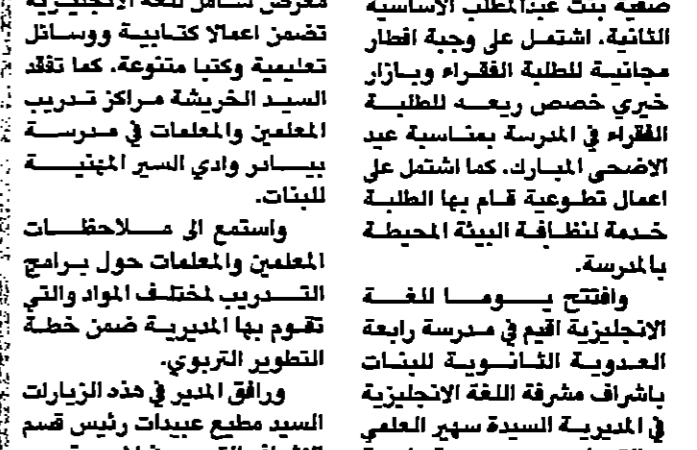 صفية بنت عبدالمطلب الاساسية
الثانية، اشتمل على وجبة افطار
مجانية للطلبة الفقراء وبازار
خيري خصص ريعه للطلبة
الفقراء في المدرسة بمناسبة عيد
الاضحى المبارك، كما اشتمل على
اعمال تطوعية قام بها الطلبة
خدمة لنظافة البيئة المحيطة
بالمدرسة.
وافتتح يوما للغة
الانجليزية اقيم في مدرسة رابعة
العدوية الثانوية للبنات
باشراف مشرفة اللغة الانجليزية
في المديرية السيدة سهير العلمي
معرض شامل للغة الانجليزية
تضمن اعمالا كتابية ووسائل
تعليمية وكتبا متنوعة، كما تفقد
السيد الخريشة مراكز تدريب
المعلمين والمعلمات في مدرسة
بيادر وادي السير المهنية
للبنات.
واستمع الى ملاحظات
المعلمين والمعلمات حول برامج
التدريب لمختلف المواد والتي
تقوم بها المديرية ضمن خطة
التطوير التربوي.
ورافق المدير في هذه الزيارات
السيد مطيع عبيدات رئيس قسم